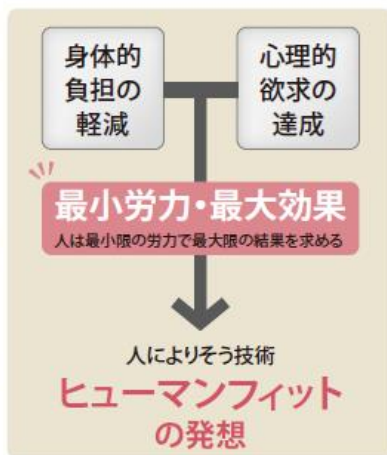 身体的
負担の
軽減
心理的
欲求の
達成
最小労力・最大効果
人は最小限の労力で最大限の結果を求める
人によりそう技術
ヒューマンフィット
の発想